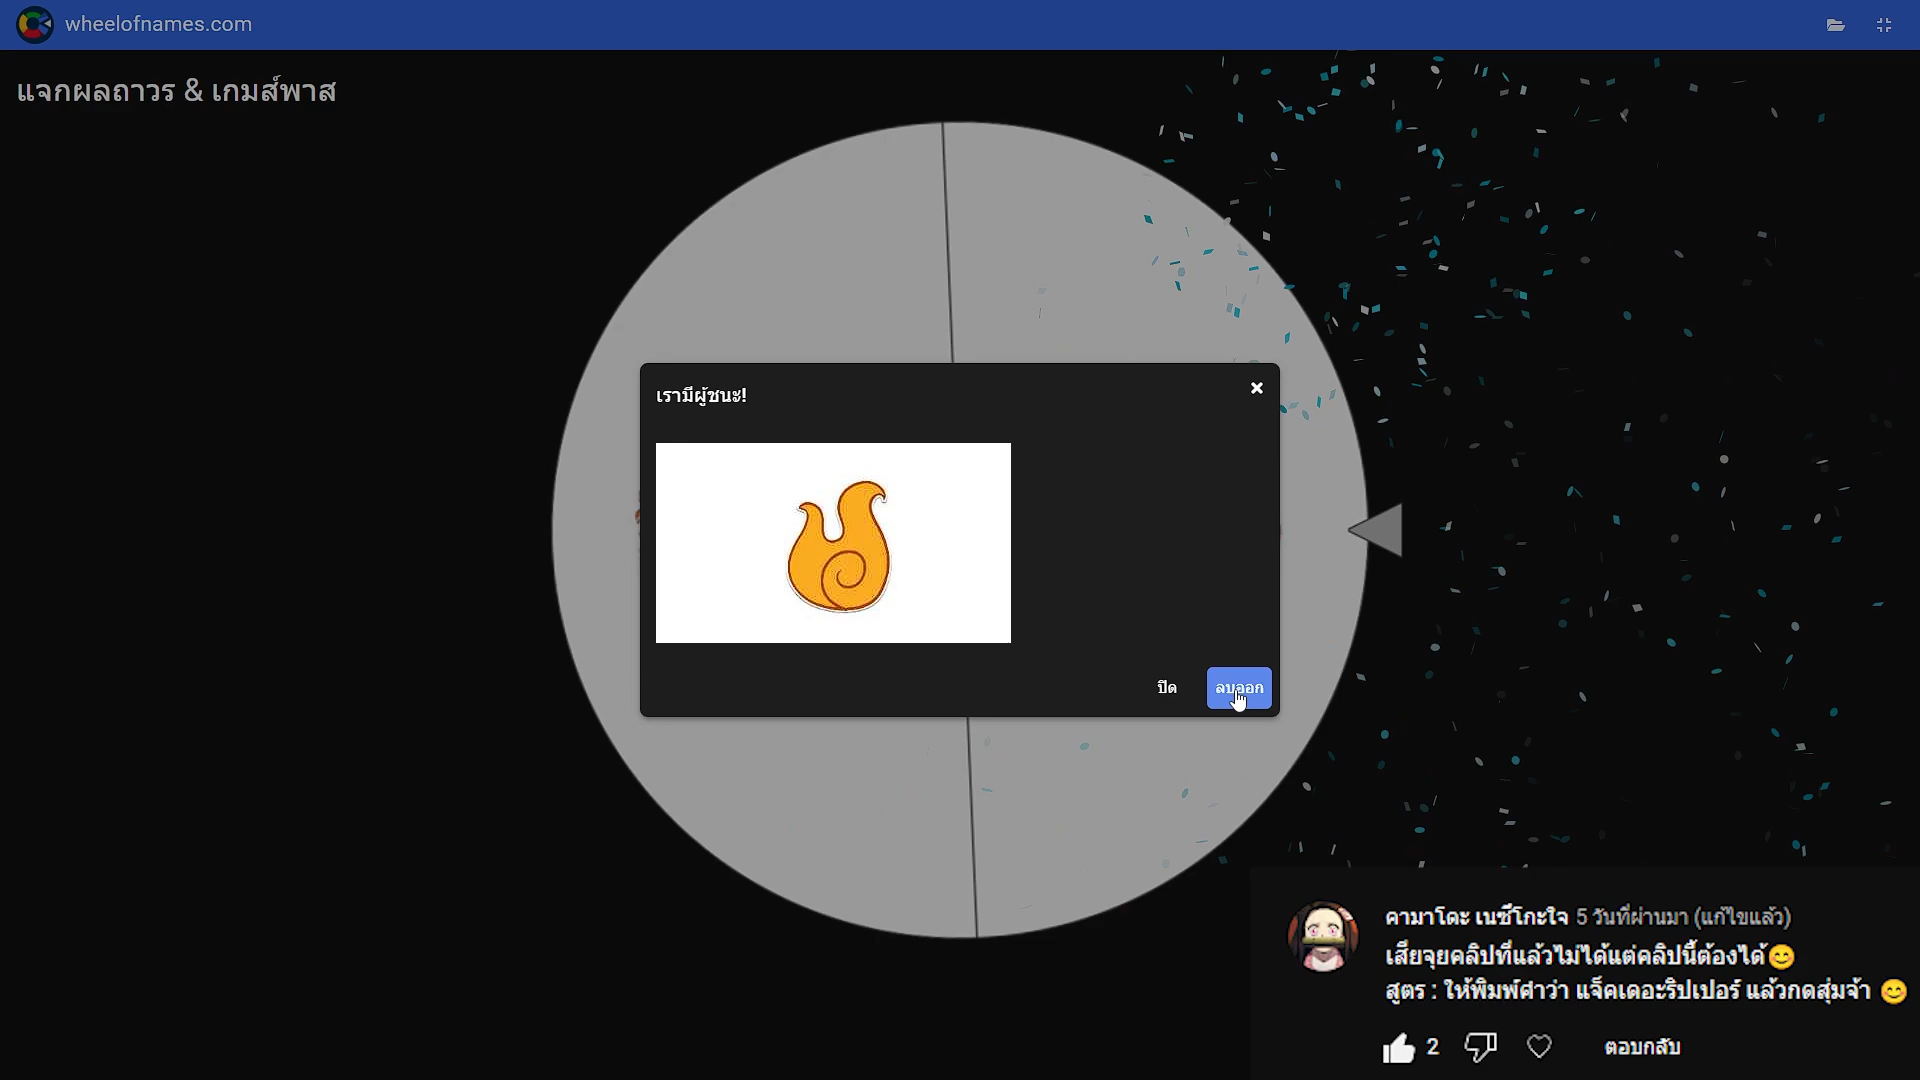 wheelofnames.com
แจกผลถาวร & เกมส์พาส
เรามีผู้ชนะ!
ปิด
ลบออก
คามาโดะ เนซึโกะใจ 5 วันที่ผ่านมา (แก้ไขแล้ว)
เสี่ยจุยคลิปที่แล้วไม่ได้แต่คลิปนี้ต้องได้😊
สูตร : ให้พิมพ์คำว่า แจ็คเดอะริปเปอร์ แล้วกดสุ่มจ้า 😊
2
ตอบกลับ